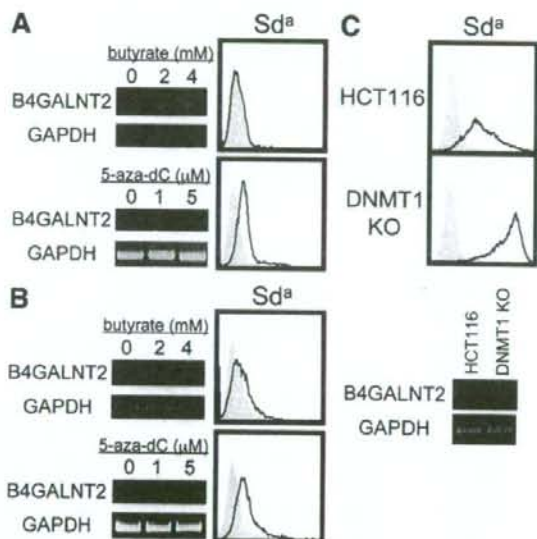 A
butyrate (mM)
0 2 4
B4GALNT2
GAPDH
5-aza-dC (μM)
0 1 5
B4GALNT2
GAPDH
Sdª
B
butyrate (mM)
0 2 4
B4GALNT2
GAPDH
5-aza-dC (μM)
0 1 5
B4GALNT2
GAPDH
Sdª
C
Sdª
HCT116
DNMT1
KO
HCT116
DNMT1 KO
B4GALNT2
GAPDH